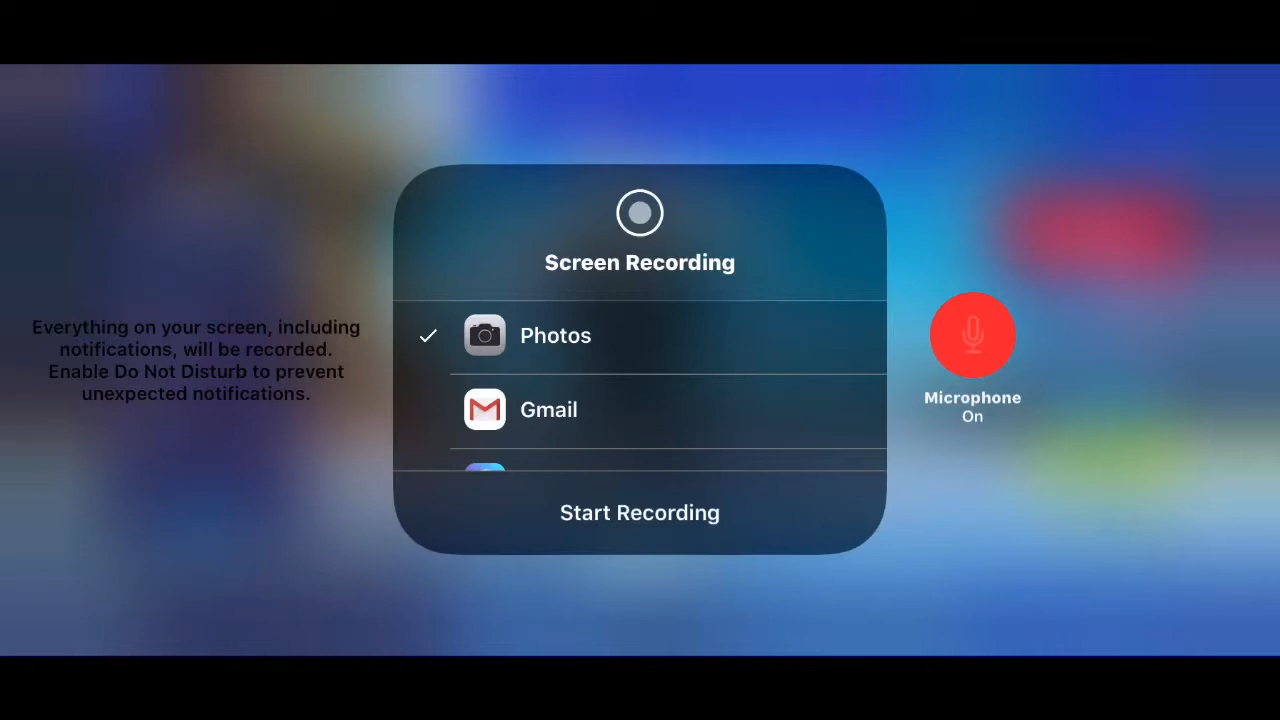 Screen Recording
Everything on your screen, including
notifications, will be recorded.
Enable Do Not Disturb to prevent
unexpected notifications.
Photos
Gmail
Start Recording
Microphone
On